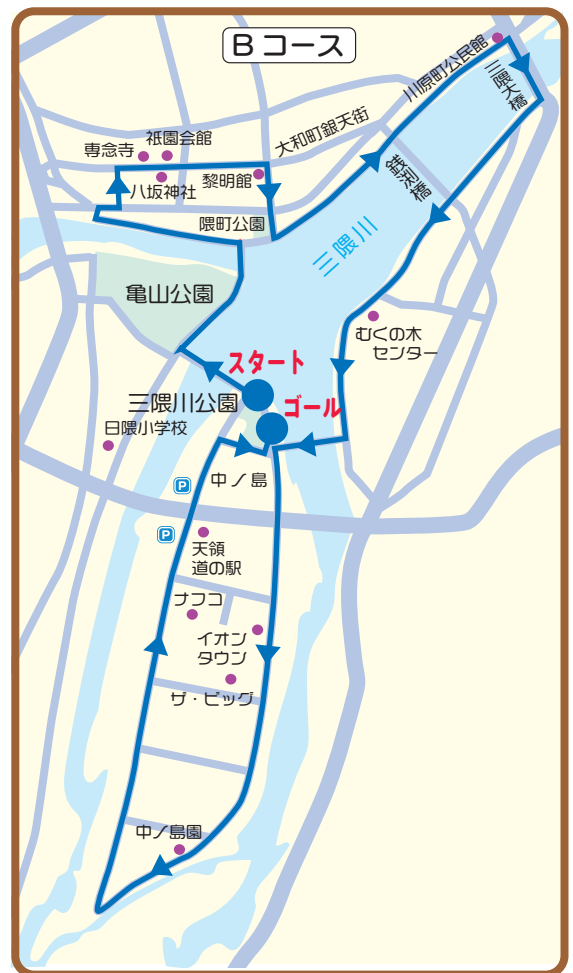 Bコース
川原町公民館
三隈大橋
大和町銀天街
祇園会館
専念寺
八坂神社
黎明館
銭渕橋
隈町公園
三隈川
亀山公園
むくの木
センター
スタート
三隈川公園
ゴール
日隈小学校
中ノ島
P
P
天領
道の駅
ナフコ
イオン
タウン
ザ・ビッグ
中ノ島園